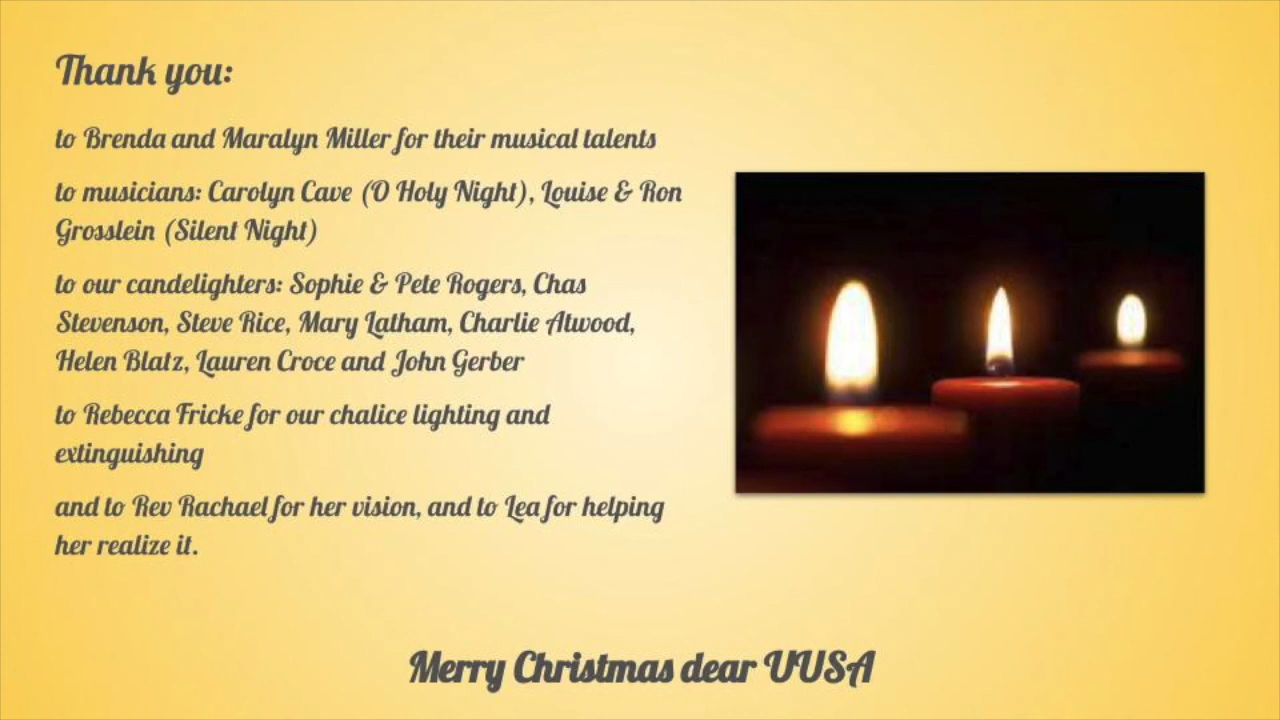 Thank you:
to Brenda and Maralyn Miller for their musical talents
to musicians: Carolyn Cave (O Holy Night), Louise & Ron
Grosslein (Silent Night)
to our candelighters: Sophie & Pete Rogers, Chas
Stevenson, Steve Rice, Mary Latham, Charlie Atwood,
Helen Blatz, Lauren Croce and John Gerber
to Rebecca Fricke for our chalice lighting and
extinguishing
and to Rev Rachael for her vision, and to Lea for helping
her realize it.
Merry Christmas dear UUSA